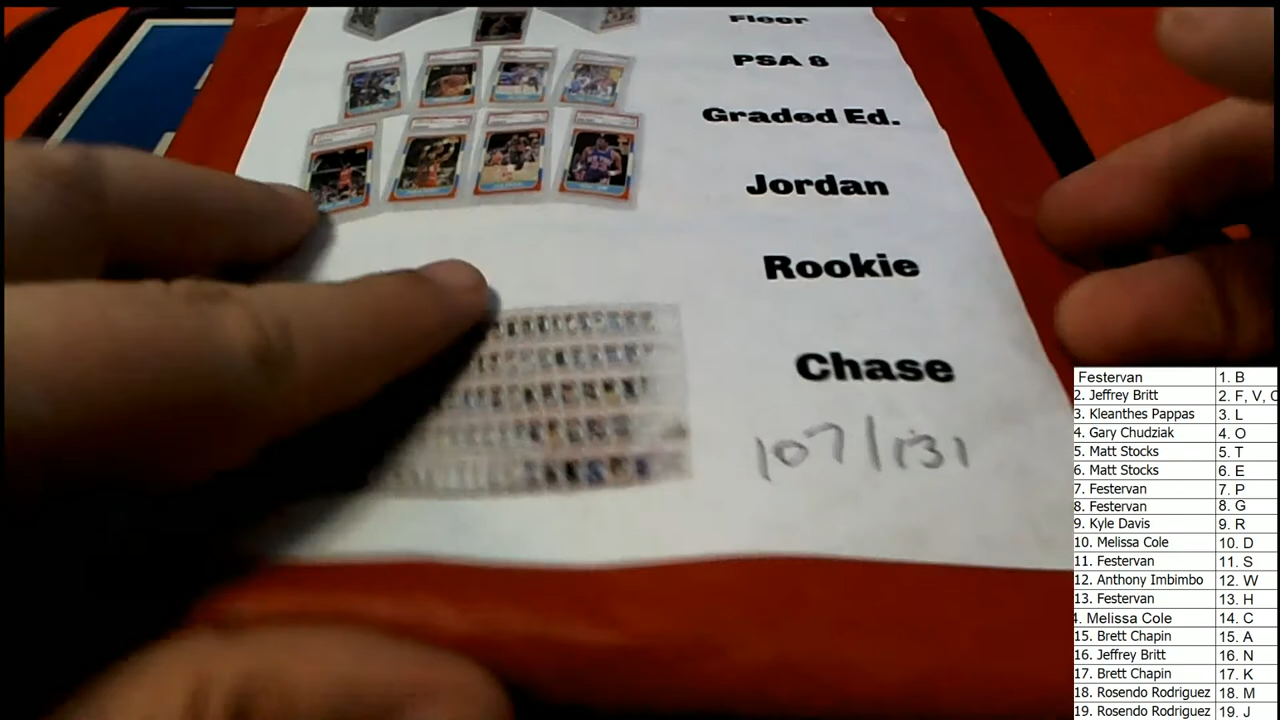 Floor
PSA 8
Graded Ed.
Jordan
Rookie
Chase
107/131
Festervan 1. B
2. Jeffrey Britt 2. F, V,
3. Kleanthes Pappas 3. L
4. Gary Chudziak 4. O
5. Matt Stocks 5. T
6. Matt Stocks 6. E
7. Festervan 7. P
8. Festervan 8. G
9. Kyle Davis 9. R
10. Melissa Cole 10. D
11. Festervan 11. S
12. Anthony Imbimbo 12. W
13. Festervan 13. H
4. Melissa Cole 14. C
15. Brett Chapin 15. A
16. Jeffrey Britt 16. N
17. Brett Chapin 17. K
18. Rosendo Rodriguez 18. M
19. Rosendo Rodriguez 19. J